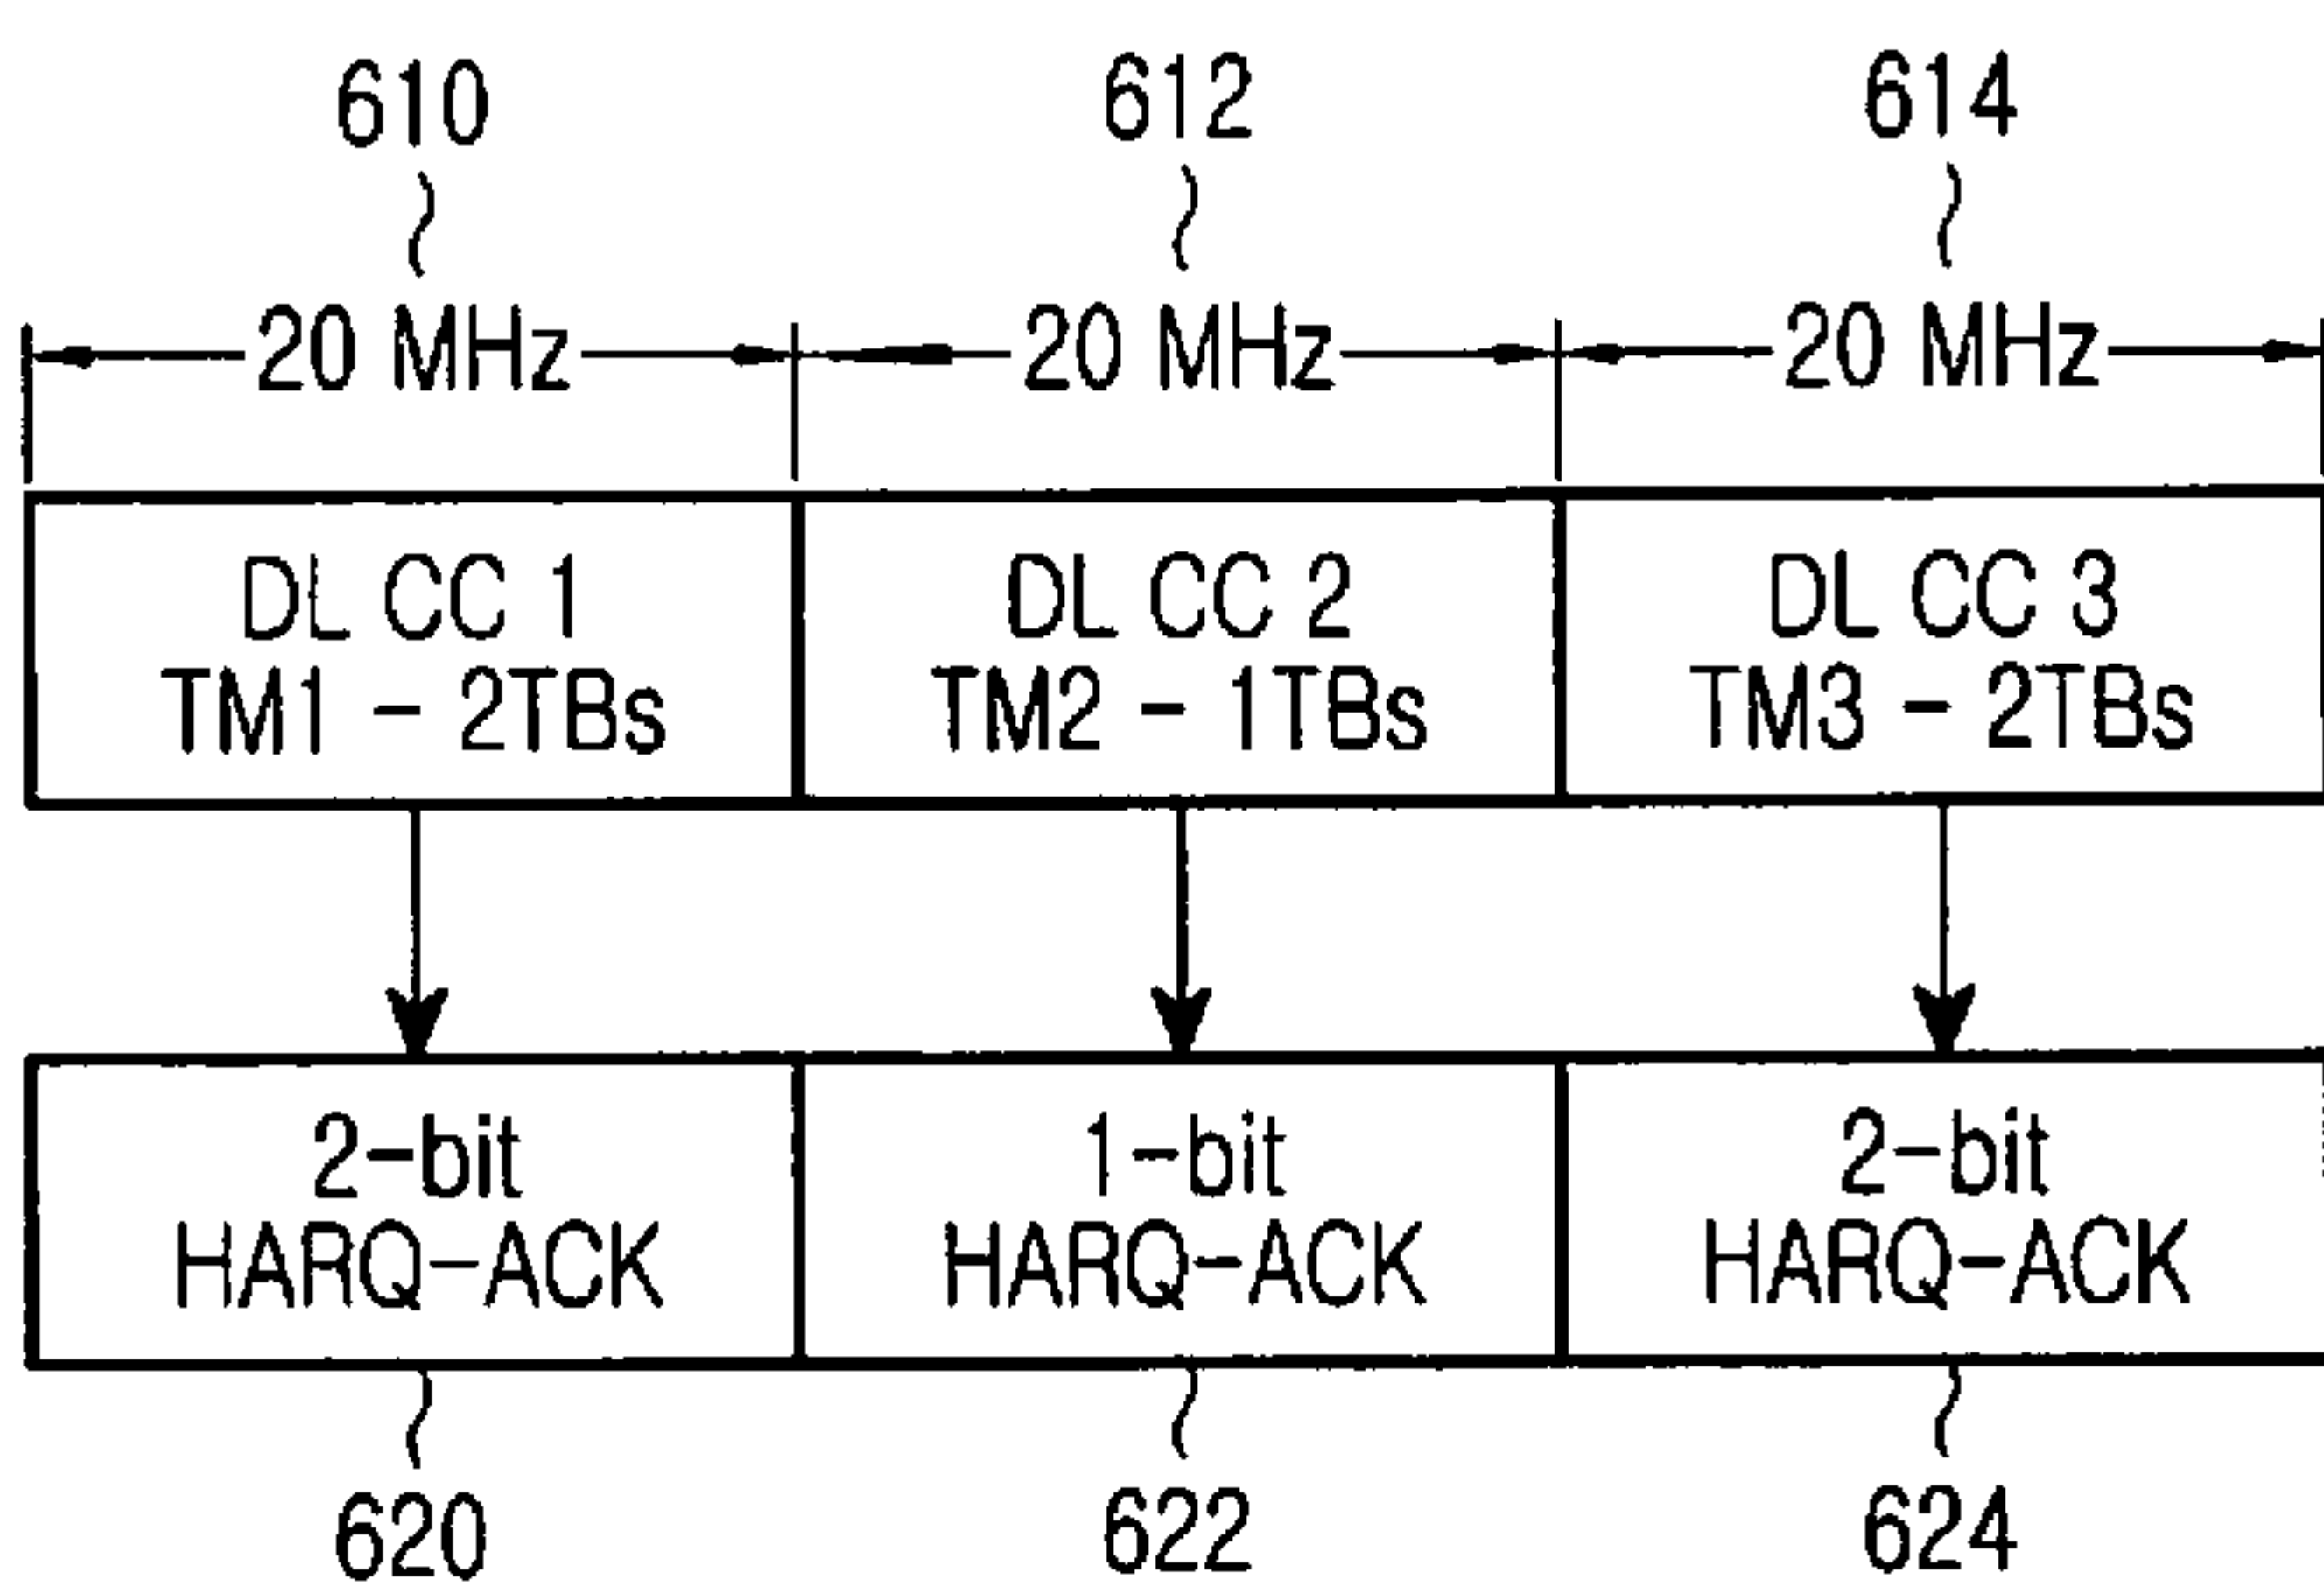 610 612 614
20 MHz 20 MHz 20 MHz
DL CC 1 DL CC 2 DL CC 3
TM1 - 2TBs TM2 - 1TBs TM3 - 2TBs
2-bit 1-bit 2-bit
HARQ-ACK HARQ-ACK HARQ-ACK
620 622 624